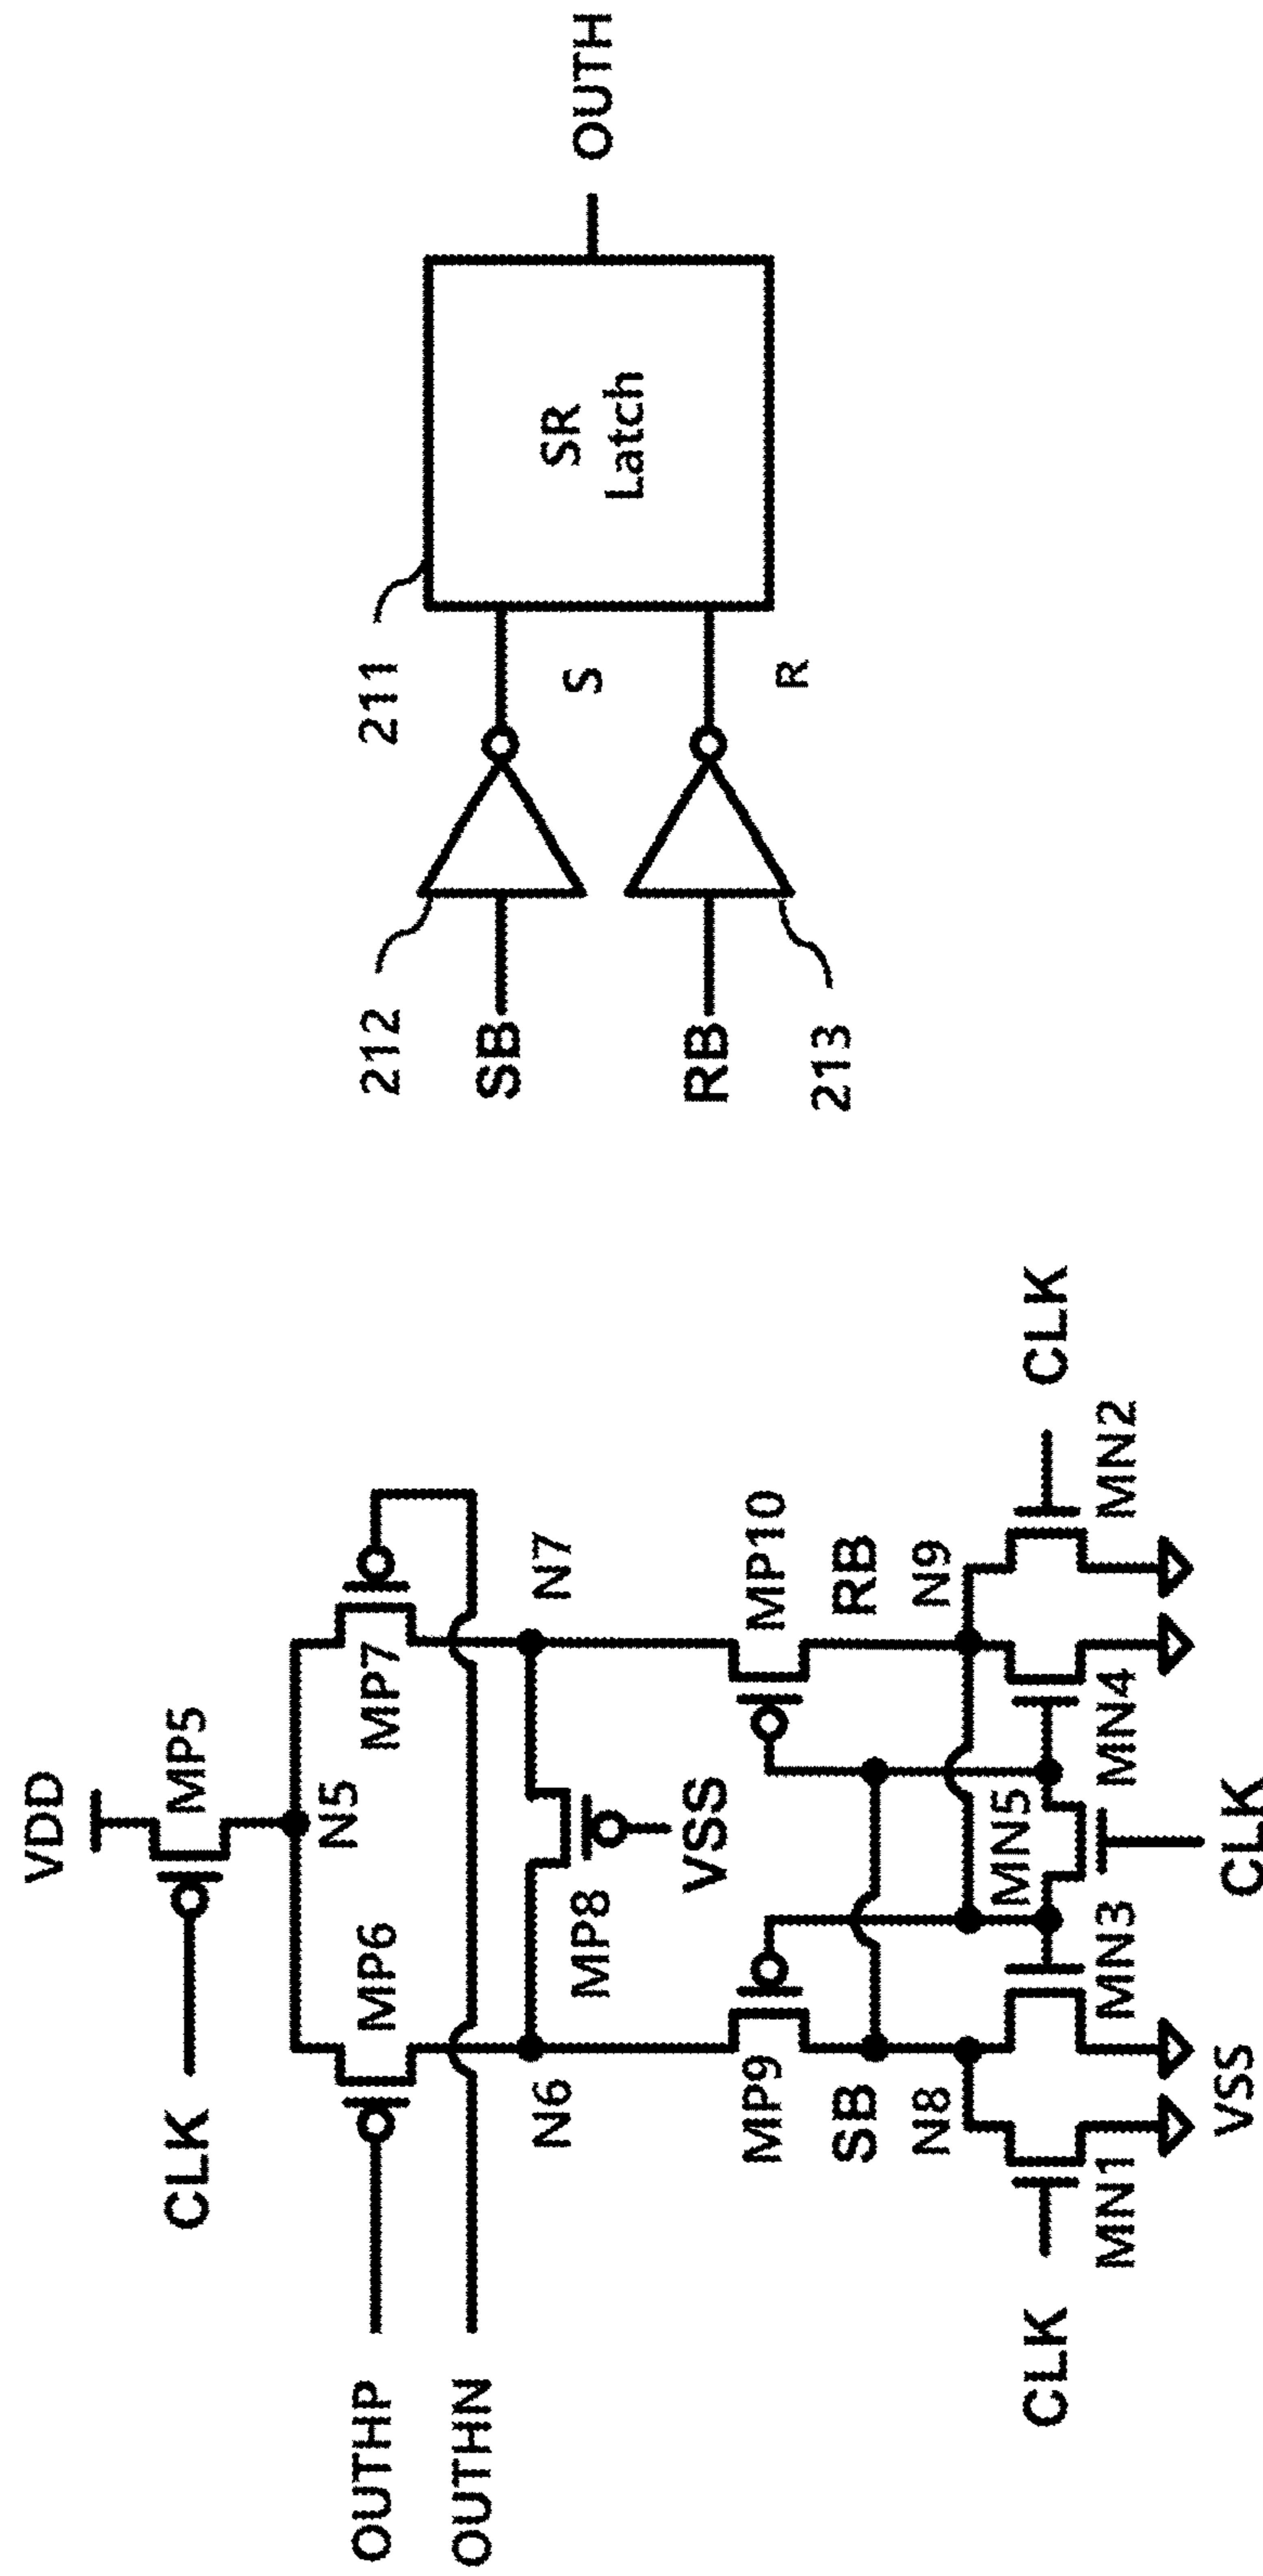 VDD
CLK
MP5
N5
OUTHP
MP6
MP7
OUTHN
N6
N7
MP8
VSS
MP9
MP10
SB
RB
N8
N9
CLK
MN1
MN3
MN5
MN4
MN2
CLK
VSS
CLK
212
211
SB
S
SR
Latch
OUTH
RB
R
213